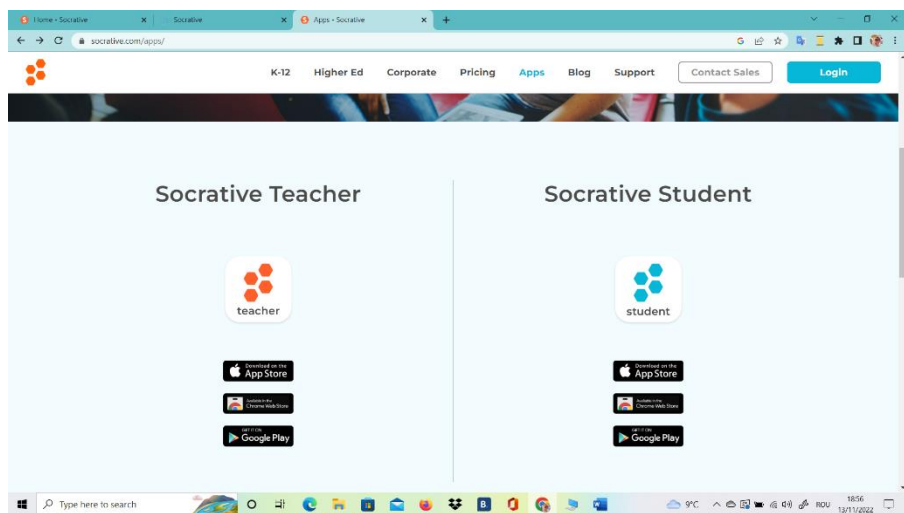 Home - Socrative
Socrative
Apps - Socrative
socrative.com/apps/
K-12 Higher Ed Corporate Pricing Apps Blog Support Contact Sales Login
Socrative Teacher
Socrative Student
teacher
student
Download on the
App Store
Available in the
Chrome Web Store
GET IT ON
Google Play
Download on the
App Store
Available in the
Chrome Web Store
GET IT ON
Google Play
Type here to search
9°C
ROU
18:56
13/11/2022